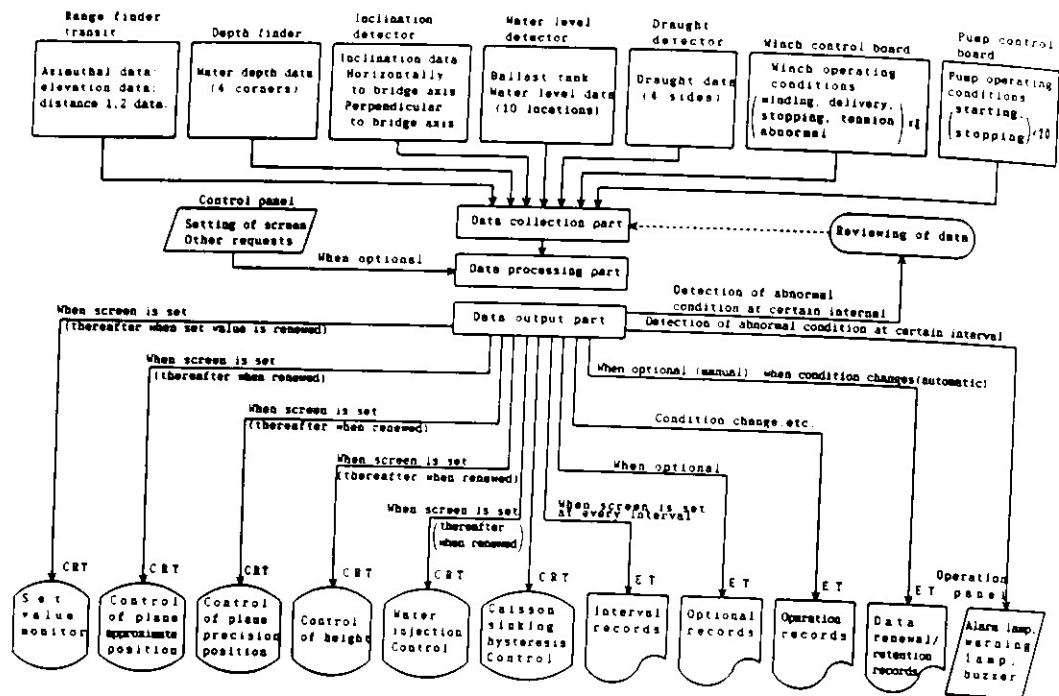 Range finder
transit
Azimuthal data:
elevation data;
distance 1,2 data.
Depth finder
Water depth data
(4 corners)
Inclination
detector
Inclination data
Horizontally
to bridge axis
Perpendicular
to bridge axis
Water level
detector
Ballast tank
Water level data
(10 locations)
Draught
detector
Draught data
(4 sides)
Winch control board
Winch operating
conditions
(winding, delivery,
stopping, tension
abnormal)
Pump control
board
Pump operating
conditions
(starting,
stopping)
Control panel
Setting of screen
Other requests
When optional
Data collection part
Data processing part
Data output part
Reviewing of data
Detection of abnormal
condition at certain internal
Detection of abnormal condition at certain interval
When screen is set
(thereafter when set value is renewed)
When screen is set
(thereafter when renewed)
When screen is set
(thereafter when renewed)
When screen is set
(thereafter when renewed)
When screen is set
(thereafter
when renewed)
When screen is set
at every interval
When optional
Condition change.etc.
When optional (manual) when condition changes(automatic)
CRT
Set
value
monitor
CRT
Control
of plane
approximate
position
CRT
Control
of plane
precision
position
CRT
Control
of height
CRT
Water
injection
Control
CRT
Caisson
sinking
hysteresis
Control
ET
Interval
records
ET
Optional
records
ET
Operation
records
ET
Data
renewal/
retention
records
Operation
panel
Alarm lamp.
warning
lamp.
buzzer